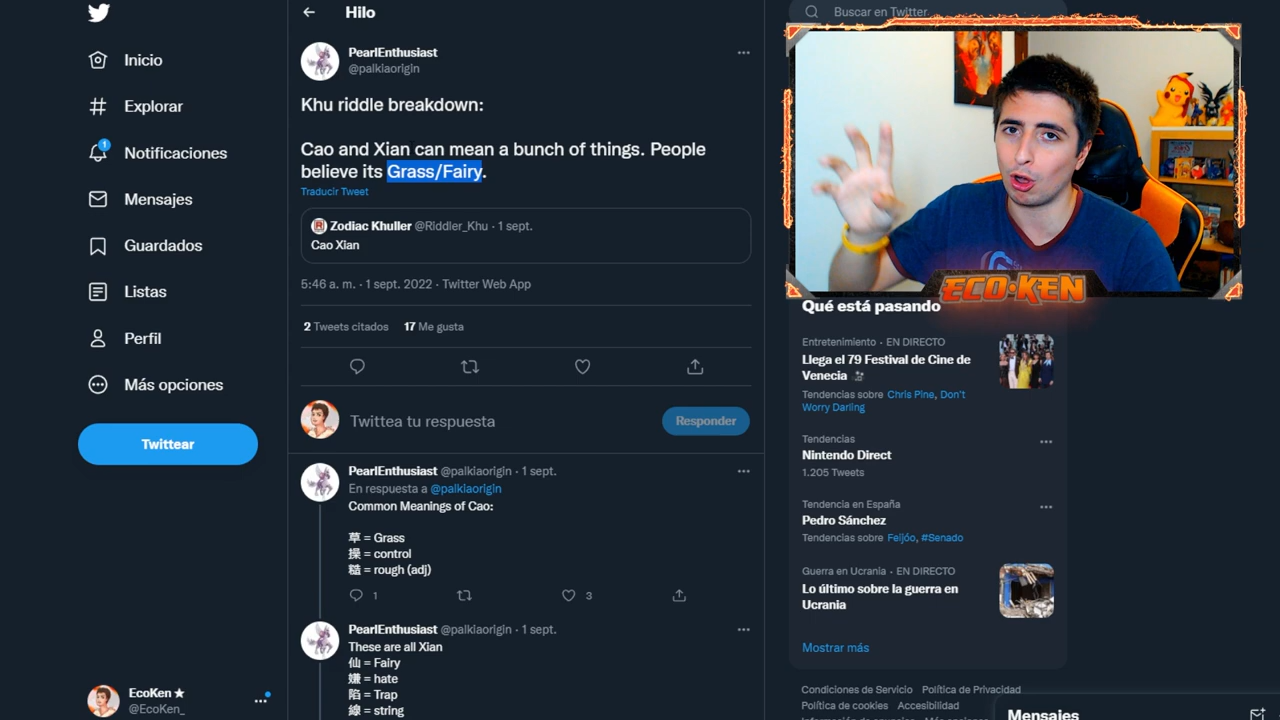 Hilo
Buscar en Twitter
Inicio
Explorar
1
Notificaciones
Mensajes
Guardados
Listas
Perfil
Más opciones
Twittear
EcoKen ★
@EcoKen_
PearlEnthusiast
@palkiaorigin
Khu riddle breakdown:
Cao and Xian can mean a bunch of things. People
believe its Grass/Fairy.
Traducir Tweet
Zodiac Khuller @Riddler_Khu · 1 sept.
Cao Xian
5:46 a. m. · 1 sept. 2022 · Twitter Web App
2 Tweets citados 17 Me gusta
Twittea tu respuesta
Responder
PearlEnthusiast @palkiaorigin · 1 sept.
En respuesta a @palkiaorigin
Common Meanings of Cao:
草 = Grass
操 = control
糙 = rough (adj)
1
3
PearlEnthusiast @palkiaorigin · 1 sept.
These are all Xian
仙 = Fairy
嫌 = hate
陷 = Trap
線 = string
ECO·KEN
Qué está pasando
Entretenimiento · EN DIRECTO
Llega el 79 Festival de Cine de
Venecia
Tendencias sobre Chris Pine, Don't
Worry Darling
Tendencias
Nintendo Direct
1.205 Tweets
Tendencia en España
Pedro Sánchez
Tendencias sobre Feijóo, #Senado
Guerra en Ucrania · EN DIRECTO
Lo último sobre la guerra en
Ucrania
Mostrar más
Condiciones de Servicio Política de Privacidad
Política de cookies Accesibilidad
Mensajes